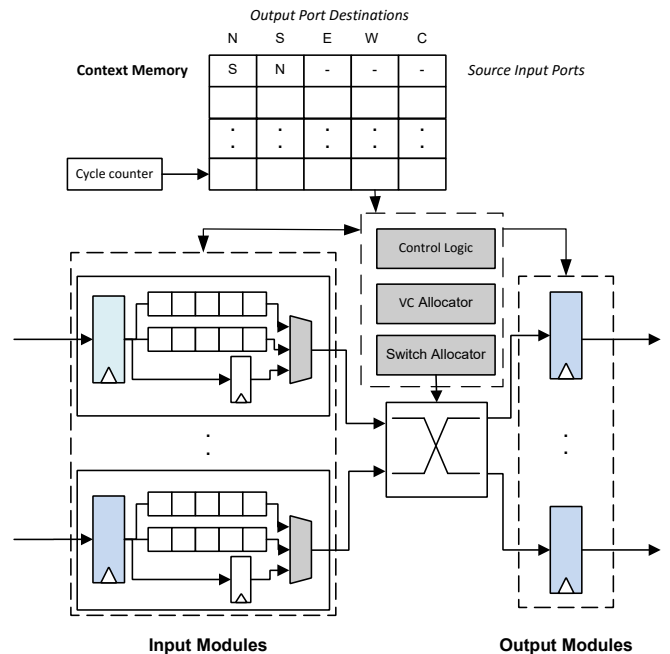 Output Port Destinations
N S E W C
Context Memory S N - - - Source Input Ports
: : : : :
Cycle counter
Control Logic
VC Allocator
Switch Allocator
:
:
Input Modules Output Modules